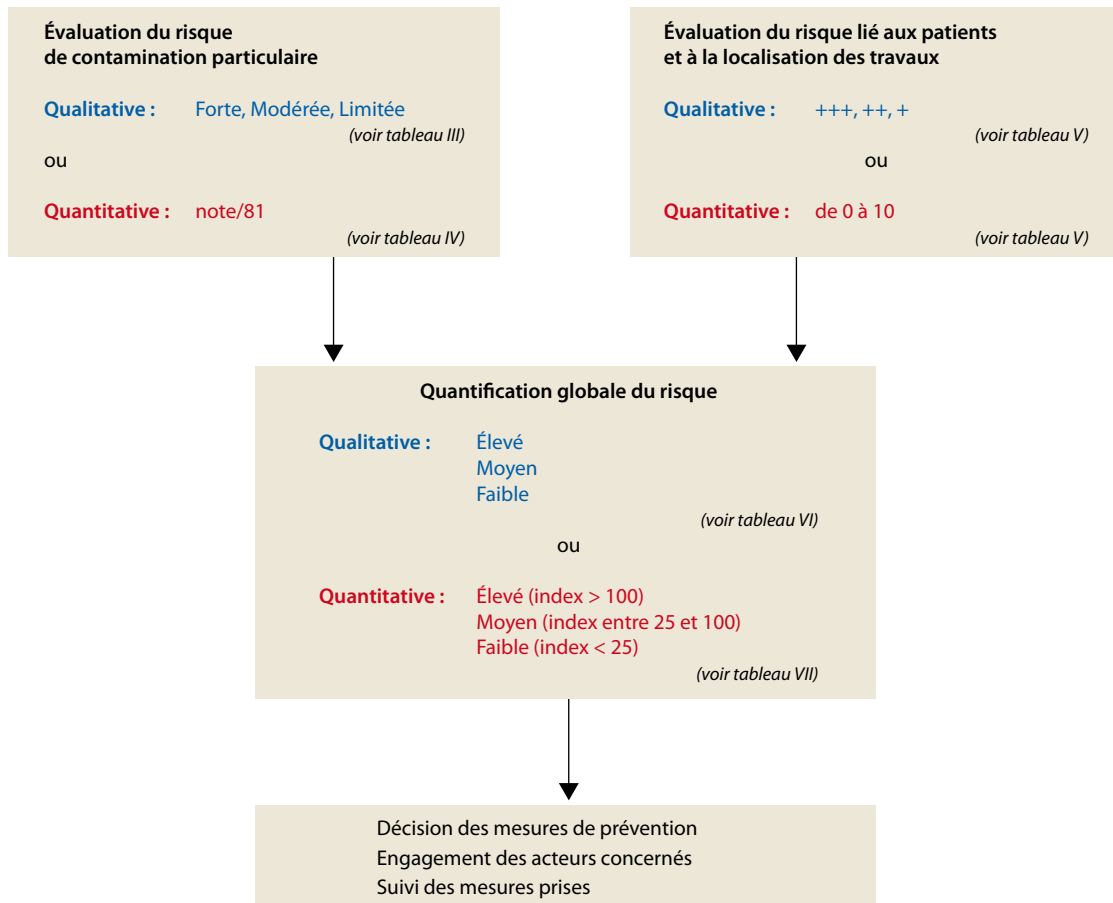 Évaluation du risque
de contamination particulaire
Qualitative : Forte, Modérée, Limitée
(voir tableau III)
ou
Quantitative : note/81
(voir tableau IV)
Évaluation du risque lié aux patients
et à la localisation des travaux
Qualitative : +++, ++, +
(voir tableau V)
ou
Quantitative : de 0 à 10
(voir tableau V)
Quantification globale du risque
Qualitative : Élevé
Moyen
Faible
(voir tableau VI)
ou
Quantitative : Élevé (index > 100)
Moyen (index entre 25 et 100)
Faible (index < 25)
(voir tableau VII)
Décision des mesures de prévention
Engagement des acteurs concernés
Suivi des mesures prises